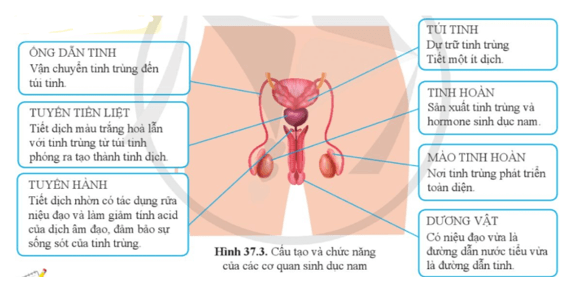 ỐNG DẪN TINH
Vận chuyển tinh trùng đến
túi tinh.
TUYẾN TIỀN LIỆT
Tiết dịch màu trắng hoà lẫn
với tinh trùng từ túi tinh
phóng ra tạo thành tinh dịch.
TUYẾN HÀNH
Tiết dịch nhờn có tác dụng rửa
niệu đạo và làm giảm tính acid
của dịch âm đạo, đảm bảo sự
sống sót của tinh trùng.
TÚI TINH
Dự trữ tinh trùng
Tiết một ít dịch.
TINH HOÀN
Sản xuất tinh trùng và
hormone sinh dục nam.
MÀO TINH HOÀN
Nơi tinh trùng phát triển
toàn diện.
DƯƠNG VẬT
Có niệu đạo vừa là
đường dẫn nước tiểu vừa
là đường dẫn tinh.
Hình 37.3. Cấu tạo và chức năng
của các cơ quan sinh dục nam